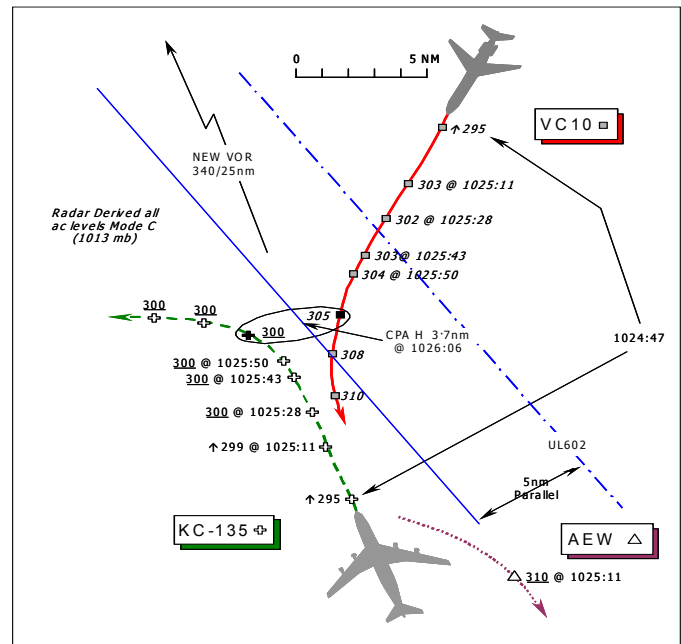 0
5 NM
VC10
↑ 295
NEW VOR
340/25nm
303 @ 1025:11
Radar Derived all
ac levels Mode C
(1013 mb)
302 @ 1025:28
303 @ 1025:43
304 @ 1025:50
300
300
305
300
CPA H 3·7nm
@ 1026:06
1024:47
308
300 @ 1025:50
300 @ 1025:43
310
300 @ 1025:28
↑ 299 @ 1025:11
UL602
5nm
Parallel
↑ 295
KC-135
AEW
310 @ 1025:11